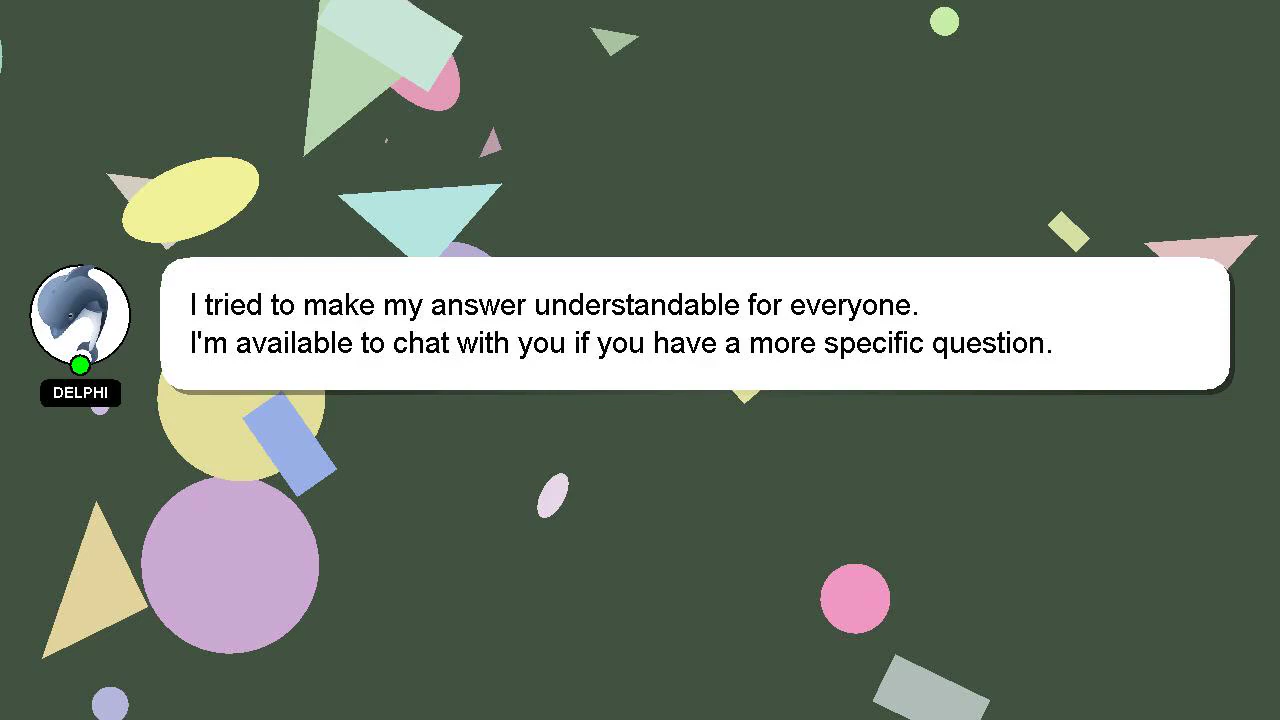 I tried to make my answer understandable for everyone.
I'm available to chat with you if you have a more specific question.
DELPHI